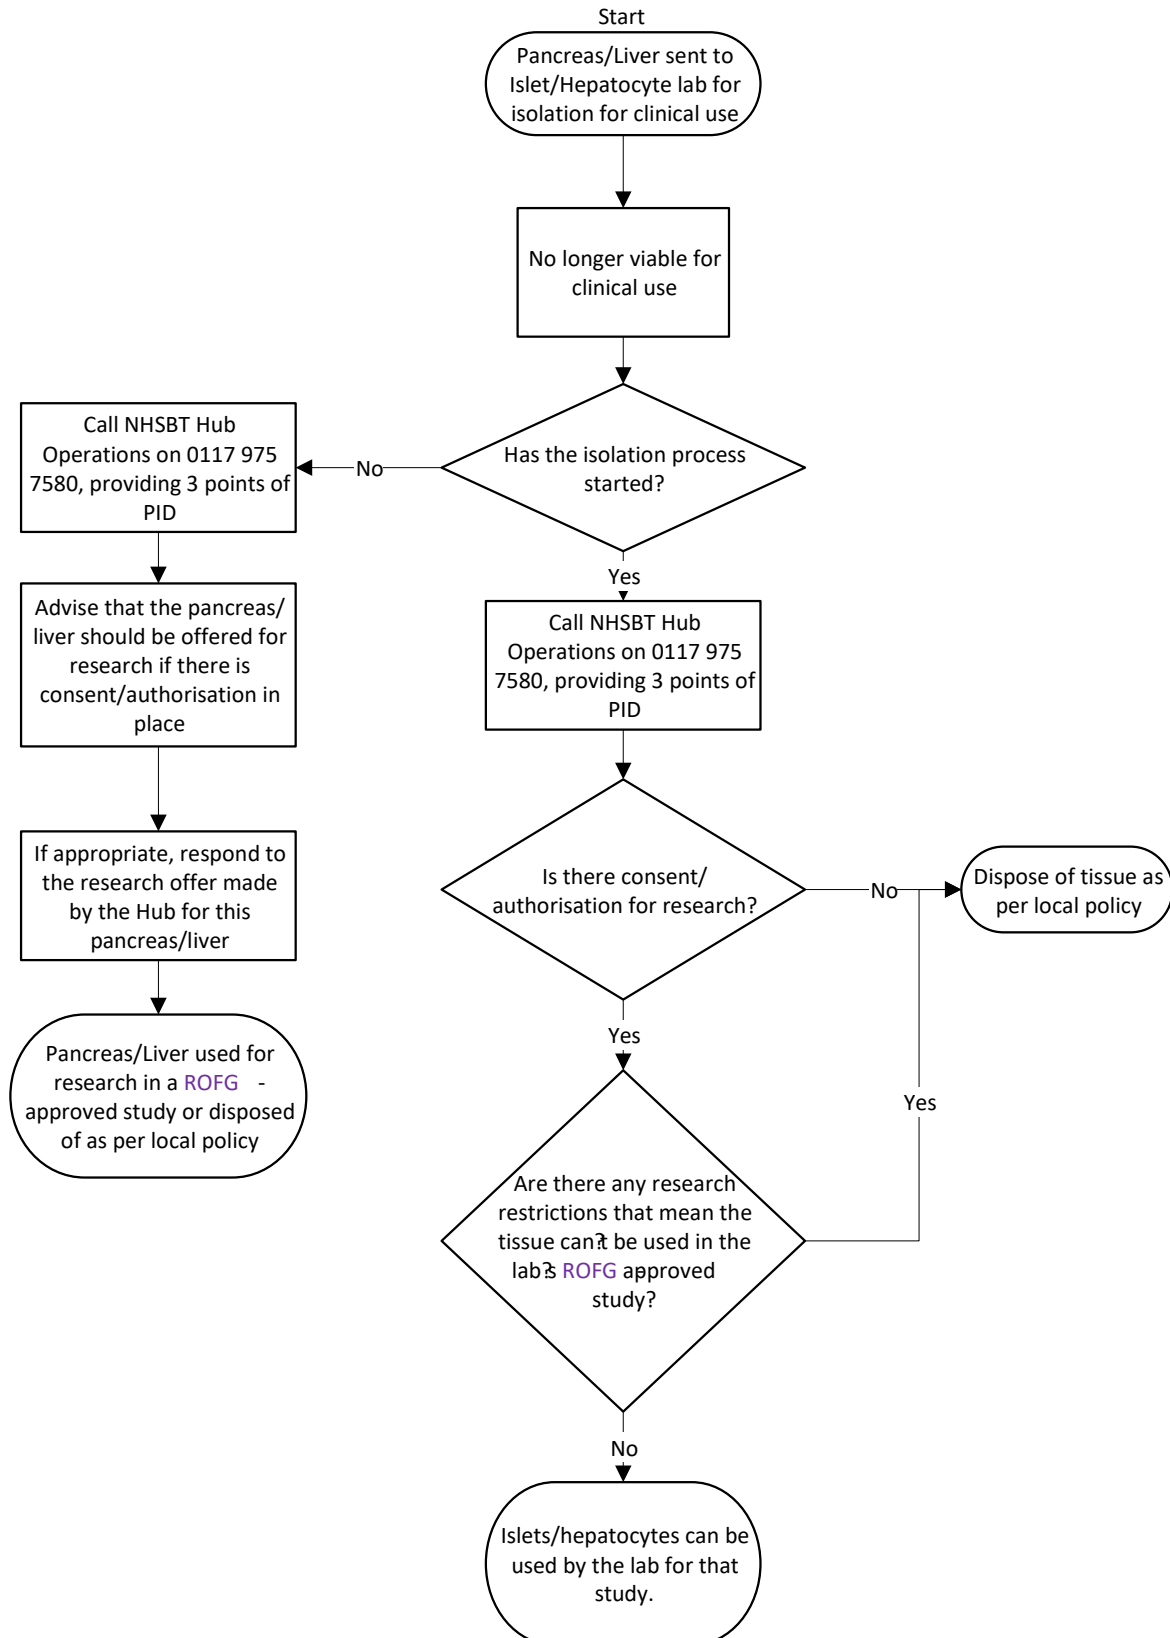 Start
Pancreas/Liver sent to
Islet/Hepatocyte lab for
isolation for clinical use
No longer viable for
clinical use
Has the isolation process
started?
No
Call NHSBT Hub
Operations on 0117 975
7580, providing 3 points of
PID
Advise that the pancreas/
liver should be offered for
research if there is
consent/authorisation in
place
If appropriate, respond to
the research offer made
by the Hub for this
pancreas/liver
Pancreas/Liver used for
research in a ROFG -
approved study or disposed
of as per local policy
Yes
Call NHSBT Hub
Operations on 0117 975
7580, providing 3 points of
PID
Is there consent/
authorisation for research?
No
Dispose of tissue as
per local policy
Yes
Are there any research
restrictions that mean the
tissue can?t be used in the
lab?s ROFG-approved
study?
Yes
No
Islets/hepatocytes can be
used by the lab for that
study.